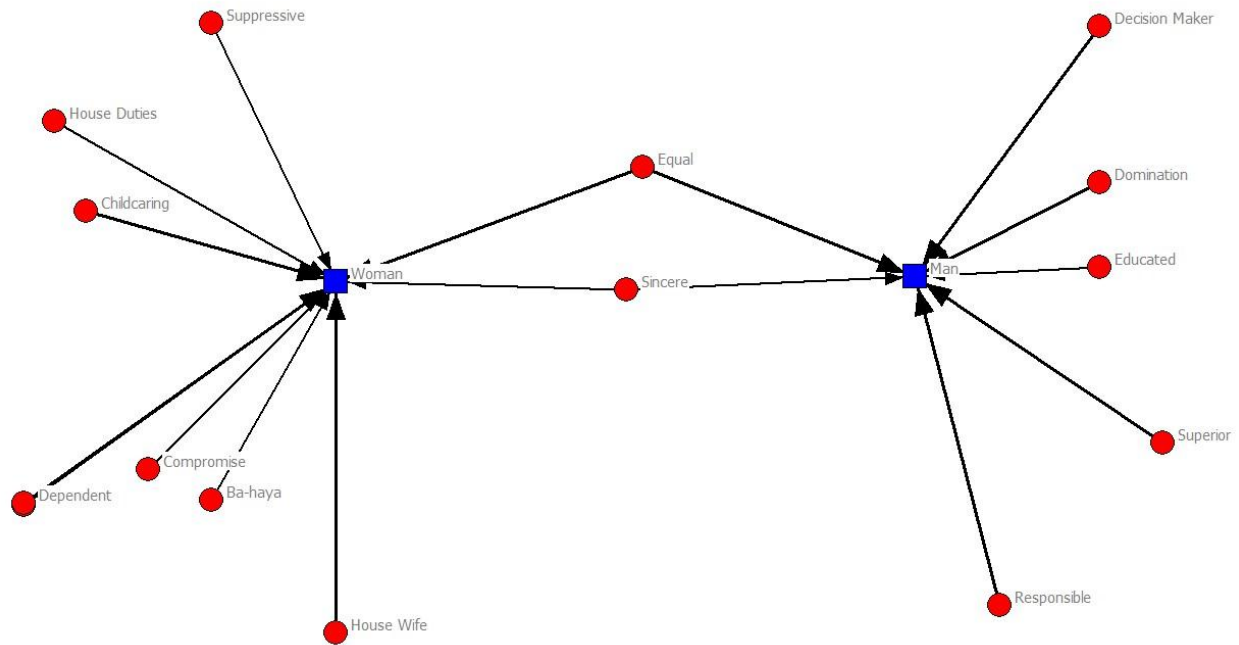 Suppressive
Decision Maker
House Duties
Equal
Domination
Childcaring
Educated
Woman
Sincere
Man
Superior
Compromise
Dependent
Ba-haya
Responsible
House Wife